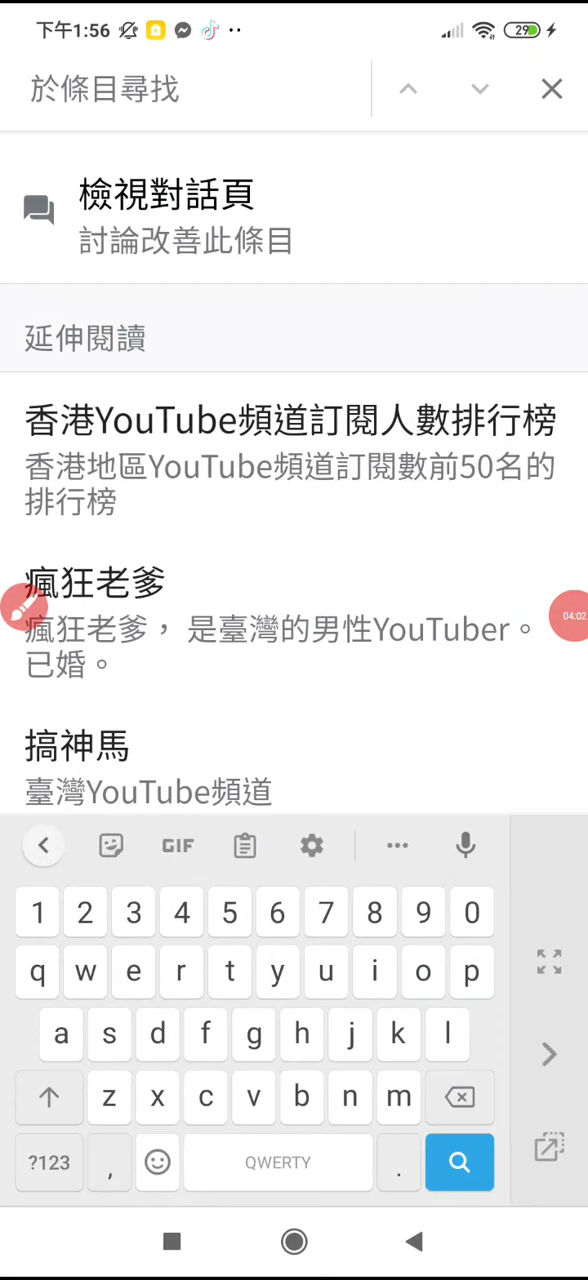 下午1:56
29
於條目尋找
檢視對話頁
討論改善此條目
延伸閱讀
香港YouTube頻道訂閱人數排行榜
香港地區YouTube頻道訂閱數前50名的
排行榜
瘋狂老爹
瘋狂老爹, 是臺灣的男性YouTuber。
已婚。
04:02
搞神馬
臺灣YouTube頻道
GIF
1 2 3 4 5 6 7 8 9 0
q w e r t y u i o p
a s d f g h j k l
z x c v b n m
?123 , QWERTY .